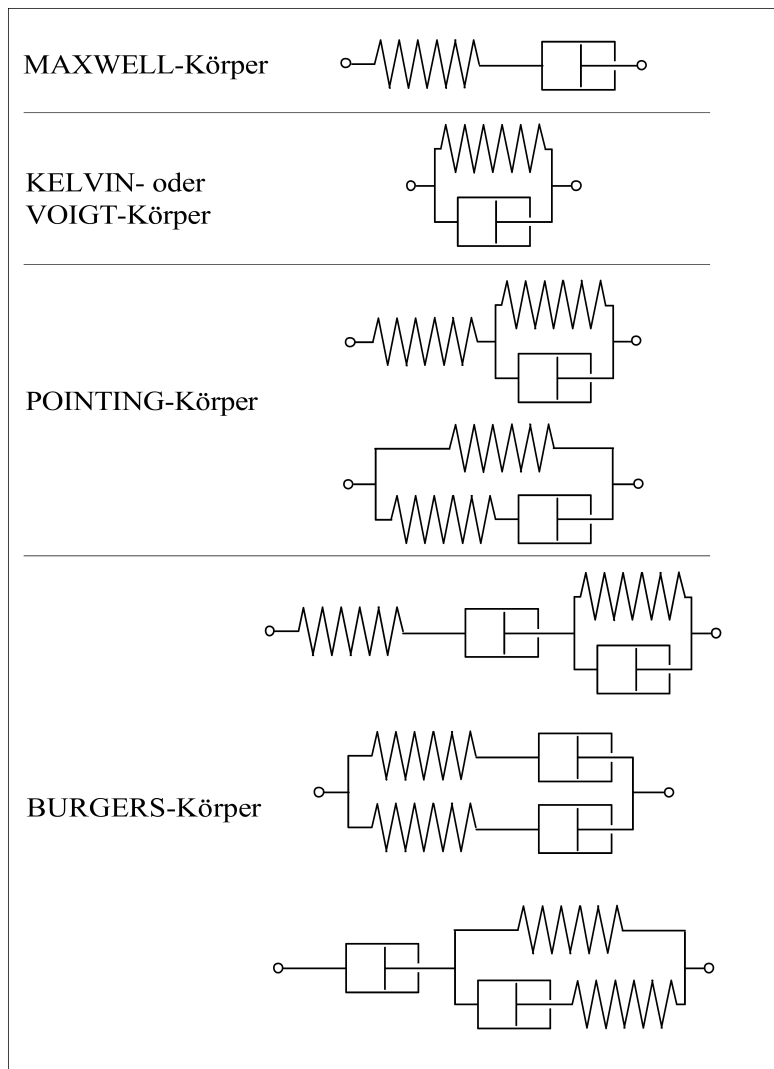 MAXWELL-Körper
KELVIN- oder
VOIGT-Körper
POINTING-Körper
BURGERS-Körper